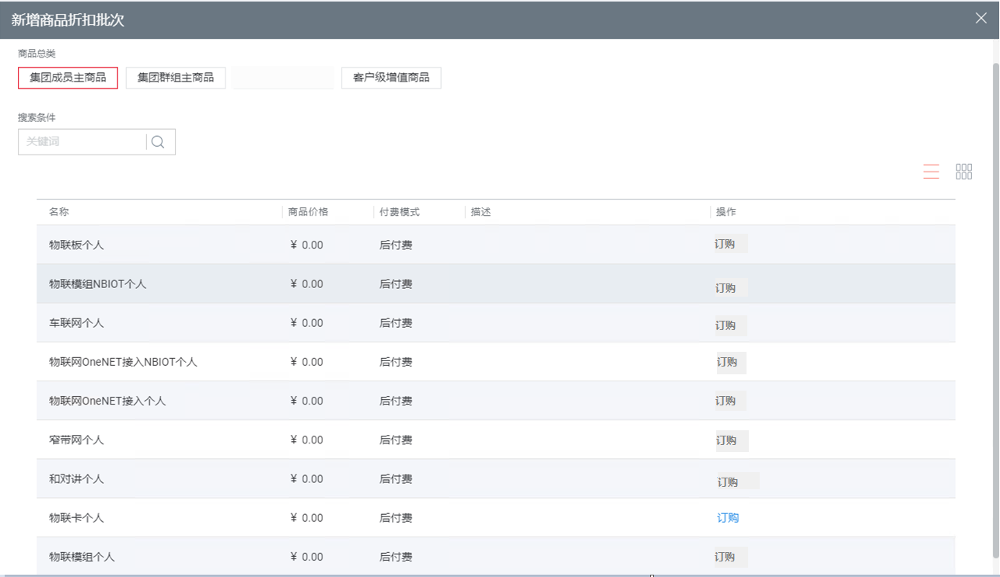 新增商品折扣批次
商品总类
集团成员主商品 集团群组主商品 客户级增值商品
搜索条件
关键词
名称 商品价格 付费模式 描述 操作
物联板个人 ¥ 0.00 后付费 订购
物联模组NBIOT个人 ¥ 0.00 后付费 订购
车联网个人 ¥ 0.00 后付费 订购
物联网OneNET接入NBIOT个人 ¥ 0.00 后付费 订购
物联网OneNET接入个人 ¥ 0.00 后付费 订购
窄带网个人 ¥ 0.00 后付费 订购
和对讲个人 ¥ 0.00 后付费 订购
物联卡个人 ¥ 0.00 后付费 订购
物联模组个人 ¥ 0.00 后付费 订购